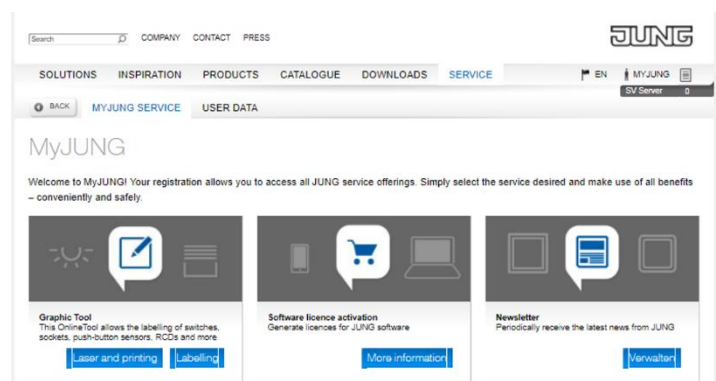 Search COMPANY CONTACT PRESS
JUNG
SOLUTIONS INSPIRATION PRODUCTS CATALOGUE DOWNLOADS SERVICE EN MYJUNG
SV Server 0
BACK MYJUNG SERVICE USER DATA
MyJUNG
Welcome to MyJUNG! Your registration allows you to access all JUNG service offerings. Simply select the service desired and make use of all benefits
– conveniently and safely.
Graphic Tool
This OnlineTool allows the labelling of switches,
sockets, push-button sensors, RCDs and more
Laser and printing Labelling
Software licence activation
Generate licences for JUNG software
More information
Newsletter
Periodically receive the latest news from JUNG
Verwalten